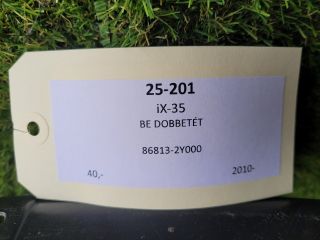 25-201
iX-35
BE DOBBETÉT
86813-2Y000
40,- 2010-